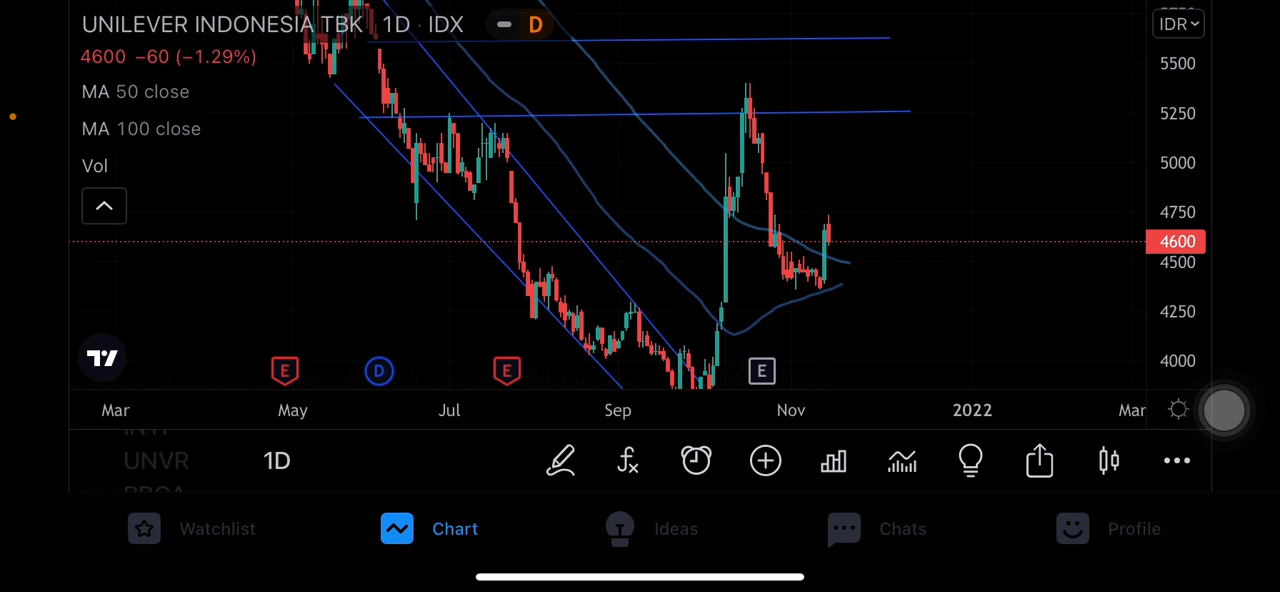 UNILEVER INDONESIA TBK · 1D · IDX D IDR
4600 −60 (−1.29%)
5500
MA 50 close
5250
MA 100 close
5000
Vol
4750
4600
4500
4250
4000
E D E E
Mar May Jul Sep Nov 2022 Mar
UNVR 1D
Watchlist Chart Ideas Chats Profile